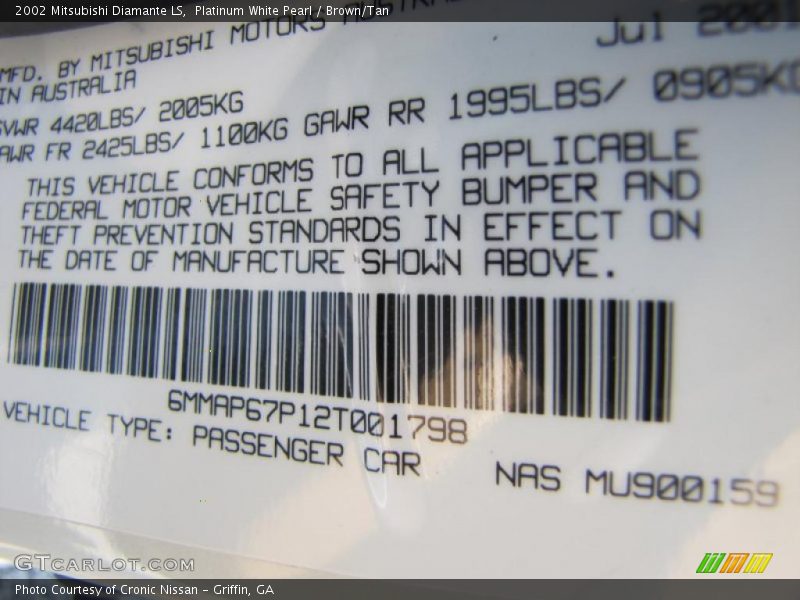 2002 Mitsubishi Diamante LS, Platinum White Pearl / Brown/Tan
Jul 2001
MFD. BY MITSUBISHI MOTORS AUSTRA
IN AUSTRALIA
GVWR 4420LBS/ 2005KG
AWR FR 2425LBS/ 1100KG GAWR RR 1995LBS/ 0905KG
THIS VEHICLE CONFORMS TO ALL APPLICABLE
FEDERAL MOTOR VEHICLE SAFETY BUMPER AND
THEFT PREVENTION STANDARDS IN EFFECT ON
THE DATE OF MANUFACTURE SHOWN ABOVE.
6MMAP67P12T001798
VEHICLE TYPE: PASSENGER CAR NAS MU900159
GTCARLOT.COM
Photo Courtesy of Cronic Nissan - Griffin, GA